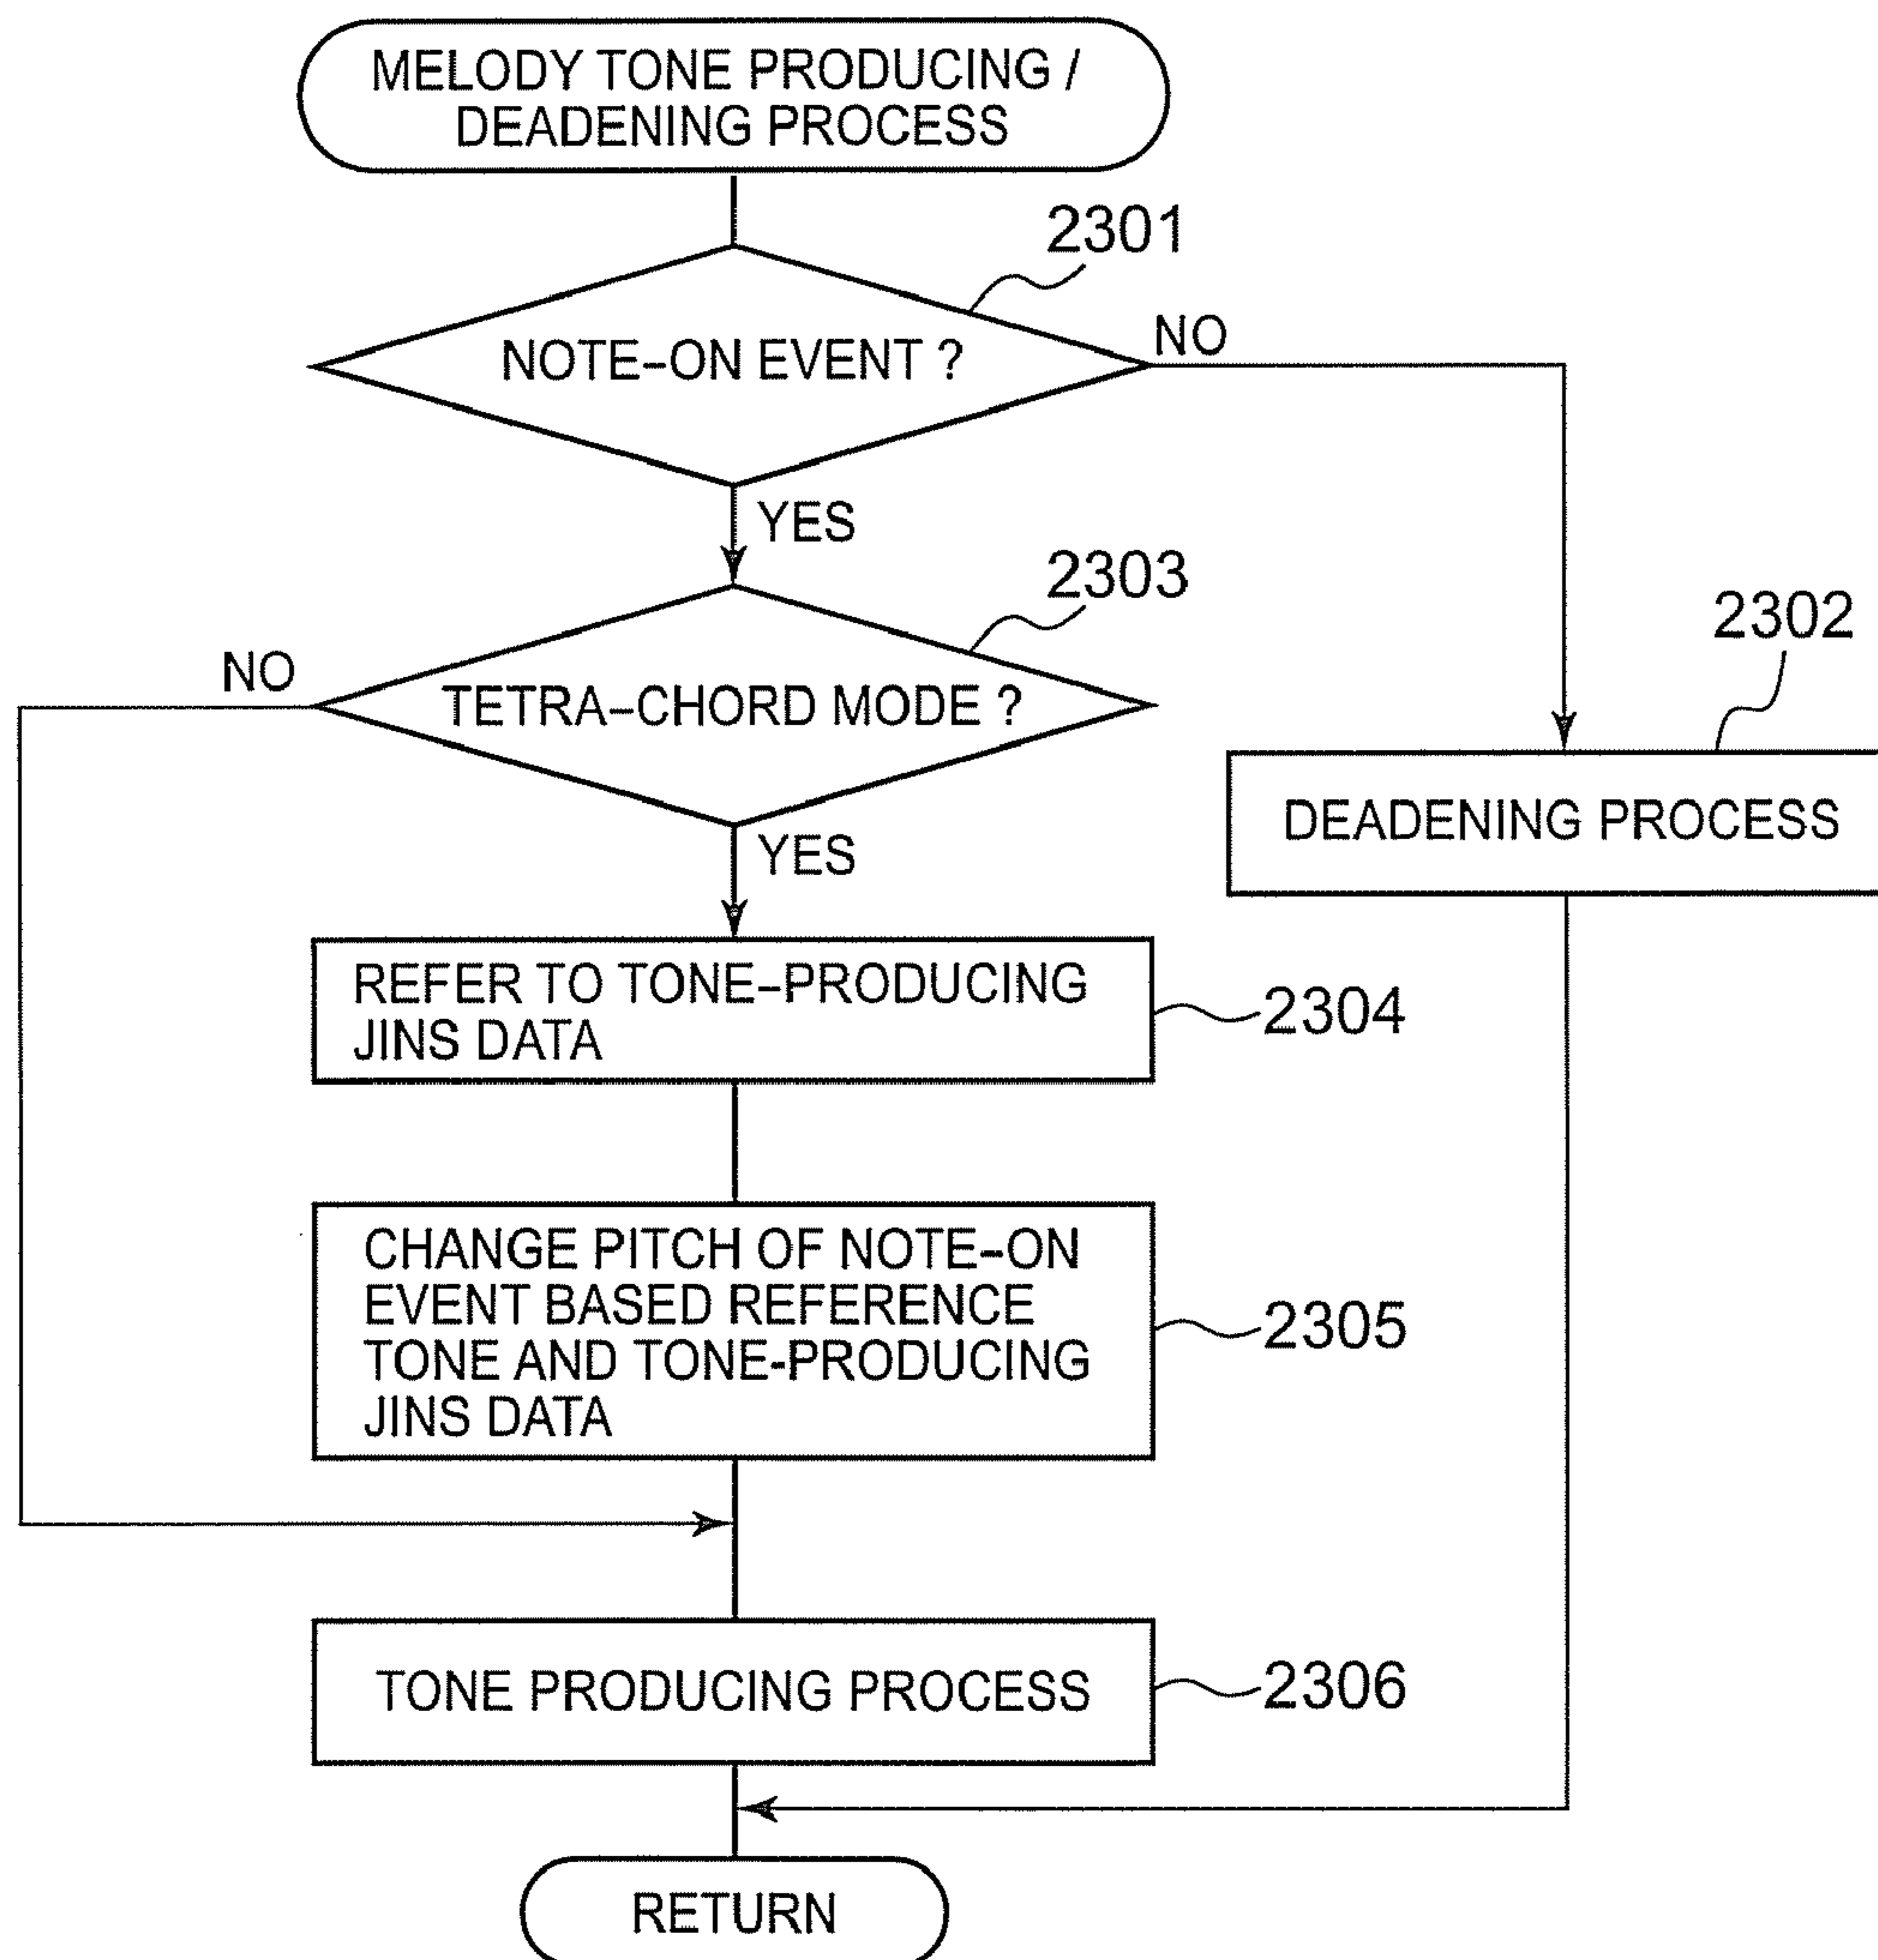 MELODY TONE PRODUCING /
DEADENING PROCESS
2301
NOTE-ON EVENT ?
NO
YES
2303
NO
TETRA-CHORD MODE ?
2302
DEADENING PROCESS
YES
REFER TO TONE-PRODUCING
JINS DATA
2304
CHANGE PITCH OF NOTE-ON
EVENT BASED REFERENCE
TONE AND TONE-PRODUCING
JINS DATA
2305
TONE PRODUCING PROCESS
2306
RETURN